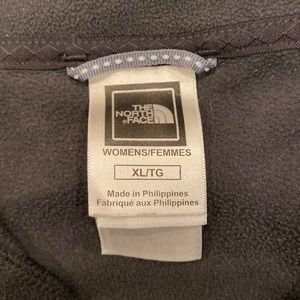 THE
NORTH
FACE
WOMENS/FEMMES
XL/TG
Made in Philippines
Fabriqué aux Philippines